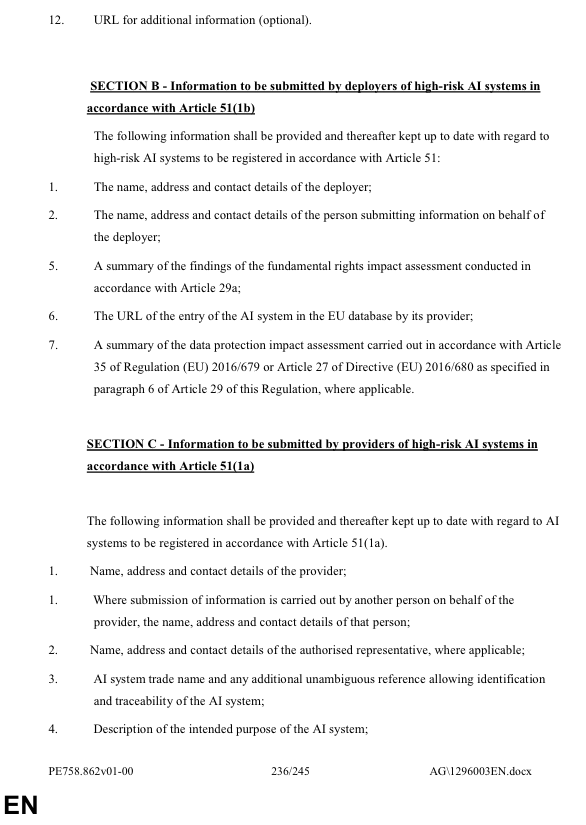 12. URL for additional information (optional).
SECTION B - Information to be submitted by deployers of high-risk AI systems in
accordance with Article 51(1b)
The following information shall be provided and thereafter kept up to date with regard to
high-risk AI systems to be registered in accordance with Article 51:
1. The name, address and contact details of the deployer;
2. The name, address and contact details of the person submitting information on behalf of
the deployer;
5. A summary of the findings of the fundamental rights impact assessment conducted in
accordance with Article 29a;
6. The URL of the entry of the AI system in the EU database by its provider;
7. A summary of the data protection impact assessment carried out in accordance with Article
35 of Regulation (EU) 2016/679 or Article 27 of Directive (EU) 2016/680 as specified in
paragraph 6 of Article 29 of this Regulation, where applicable.
SECTION C - Information to be submitted by providers of high-risk AI systems in
accordance with Article 51(1a)
The following information shall be provided and thereafter kept up to date with regard to AI
systems to be registered in accordance with Article 51(1a).
1. Name, address and contact details of the provider;
1. Where submission of information is carried out by another person on behalf of the
provider, the name, address and contact details of that person;
2. Name, address and contact details of the authorised representative, where applicable;
3. AI system trade name and any additional unambiguous reference allowing identification
and traceability of the AI system;
4. Description of the intended purpose of the AI system;
PE758.862v01-00 236/245 AG\1296003EN.docx
EN